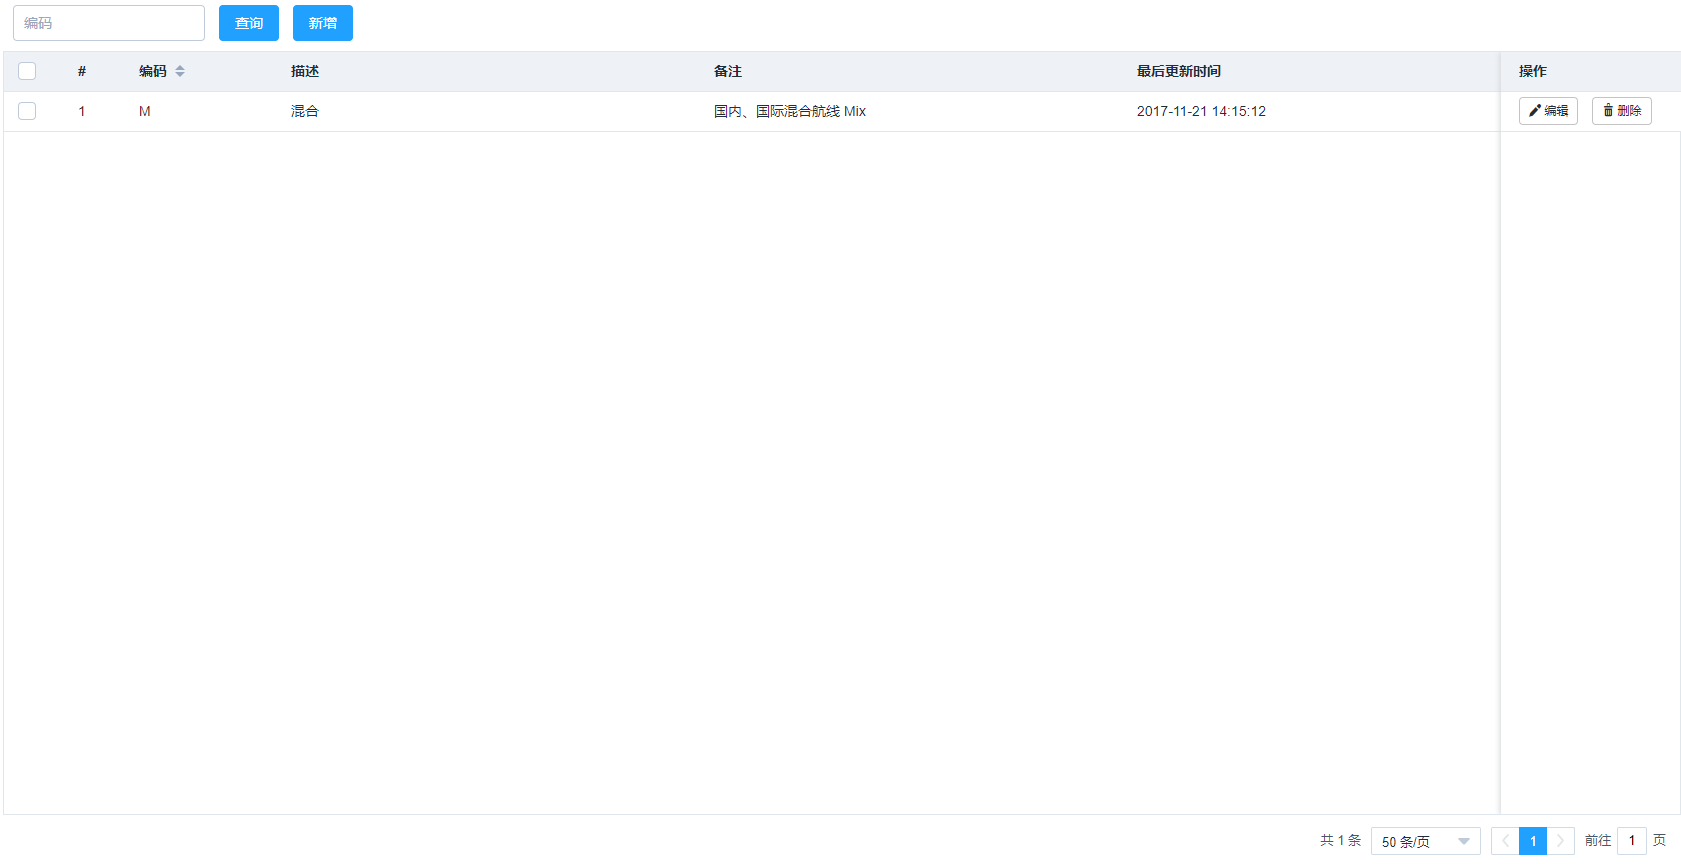 编码 查询 新增
# 编码 描述 备注 最后更新时间 操作
1 M 混合 国内、国际混合航线 Mix 2017-11-21 14:15:12 编辑 删除
共 1 条 50 条/页 1 前往 1 页